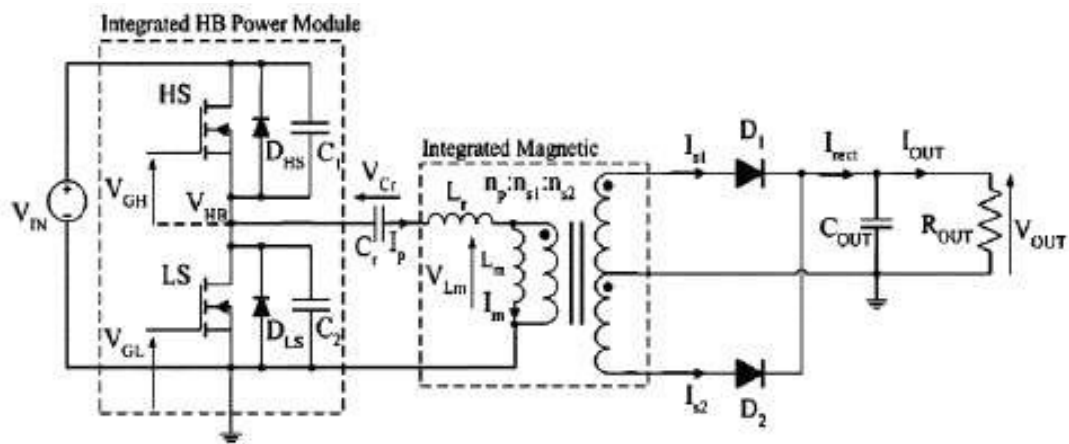 Integrated HB Power Module
HS
D_HS
C_1
V_GH
V_HB
V_IN
LS
D_LS
C_2
V_GL
V_Cr
C_r
I_p
Integrated Magnetic
L_r
n_p:n_s1:n_s2
V_Lm
L_m
I_m
I_s1
D_1
I_rect
I_OUT
C_OUT
R_OUT
V_OUT
I_s2
D_2